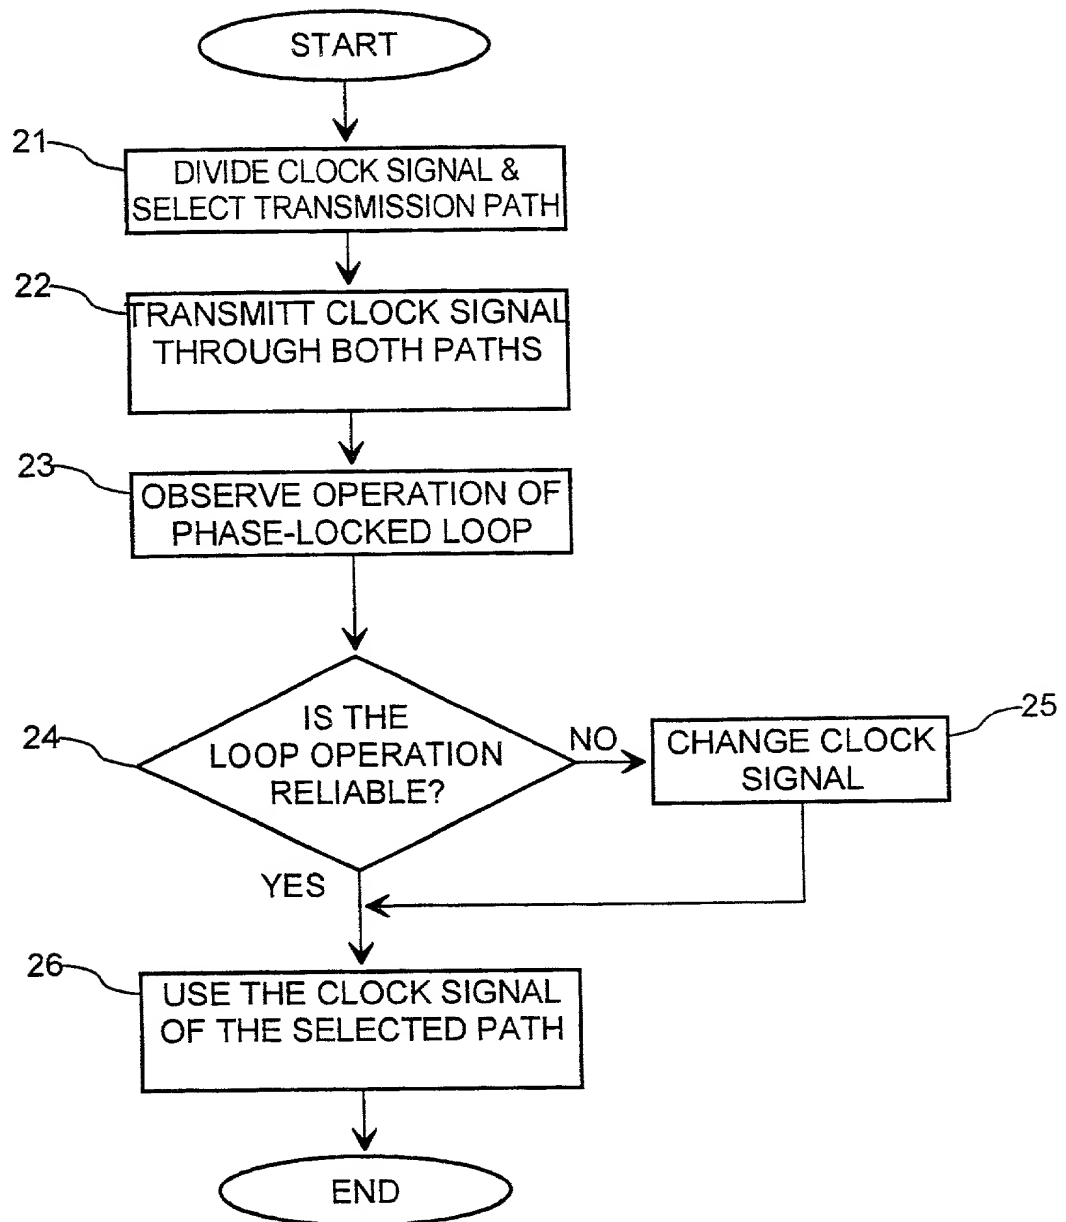 START
21
DIVIDE CLOCK SIGNAL &
SELECT TRANSMISSION PATH
22
TRANSMITT CLOCK SIGNAL
THROUGH BOTH PATHS
23
OBSERVE OPERATION OF
PHASE-LOCKED LOOP
24
IS THE
LOOP OPERATION
RELIABLE?
NO
25
CHANGE CLOCK
SIGNAL
YES
26
USE THE CLOCK SIGNAL
OF THE SELECTED PATH
END